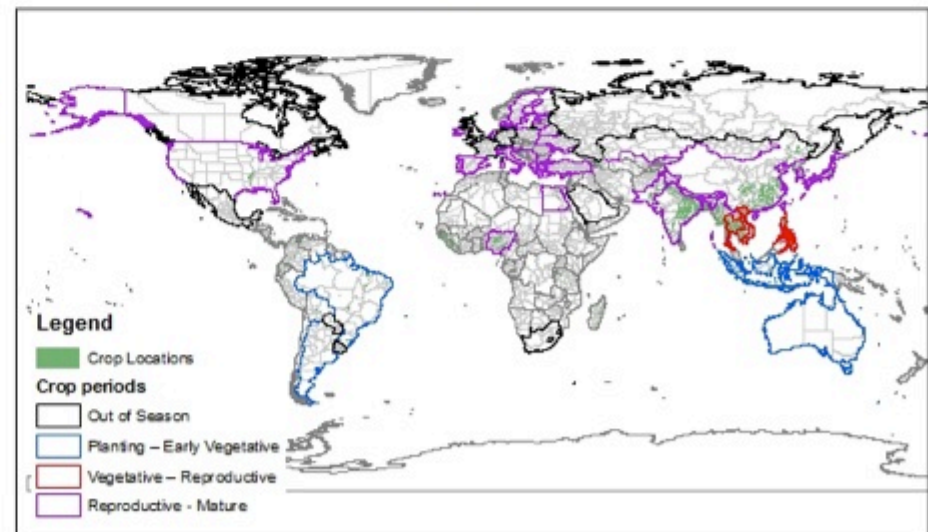 Legend
Crop Locations
Crop periods
Out of Season
Planting – Early Vegetative
Vegetative – Reproductive
Reproductive - Mature